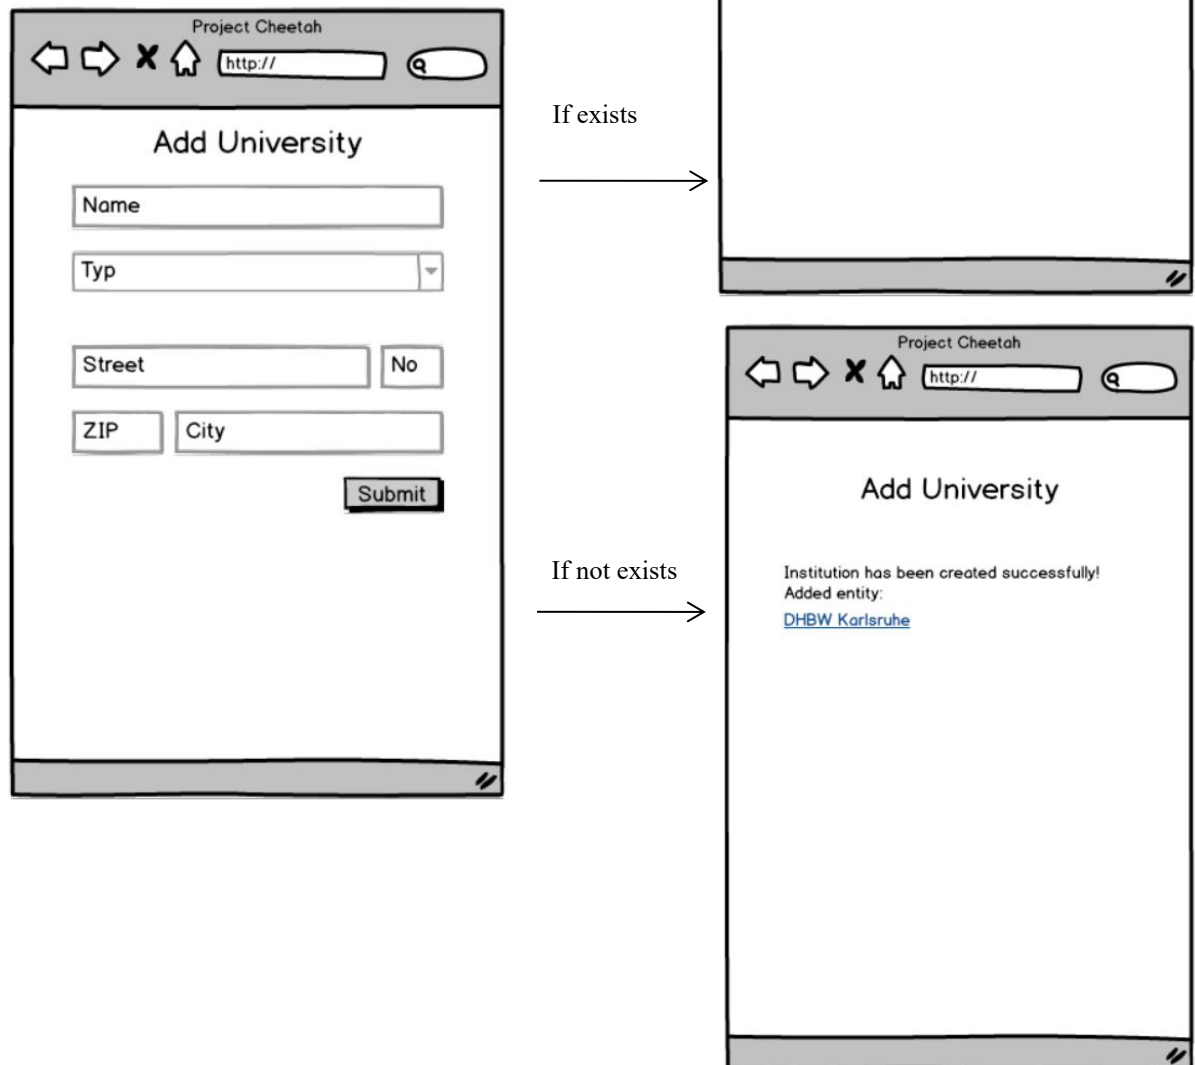 Project Cheetah
http://
Add University
Name
Typ
Street
No
ZIP
City
Submit
If exists
If not exists
Project Cheetah
http://
Add University
Institution has been created successfully!
Added entity:
DHBW Karlsruhe